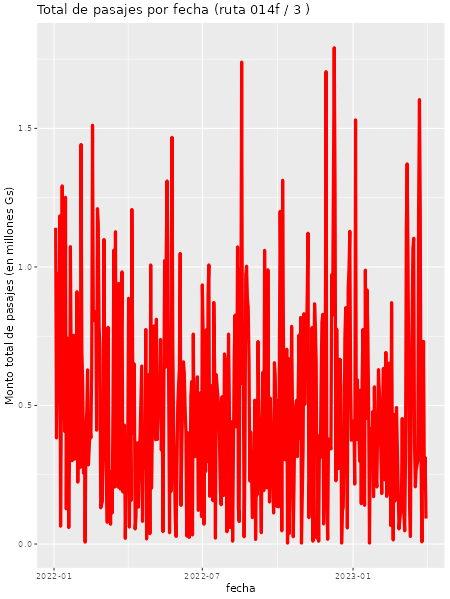 Total de pasajes por fecha (ruta 014f / 3 )
Monto total de pasajes (en millones Gs)
1.5
1.0
0.5
0.0
2022-01 2022-07 2023-01
fecha